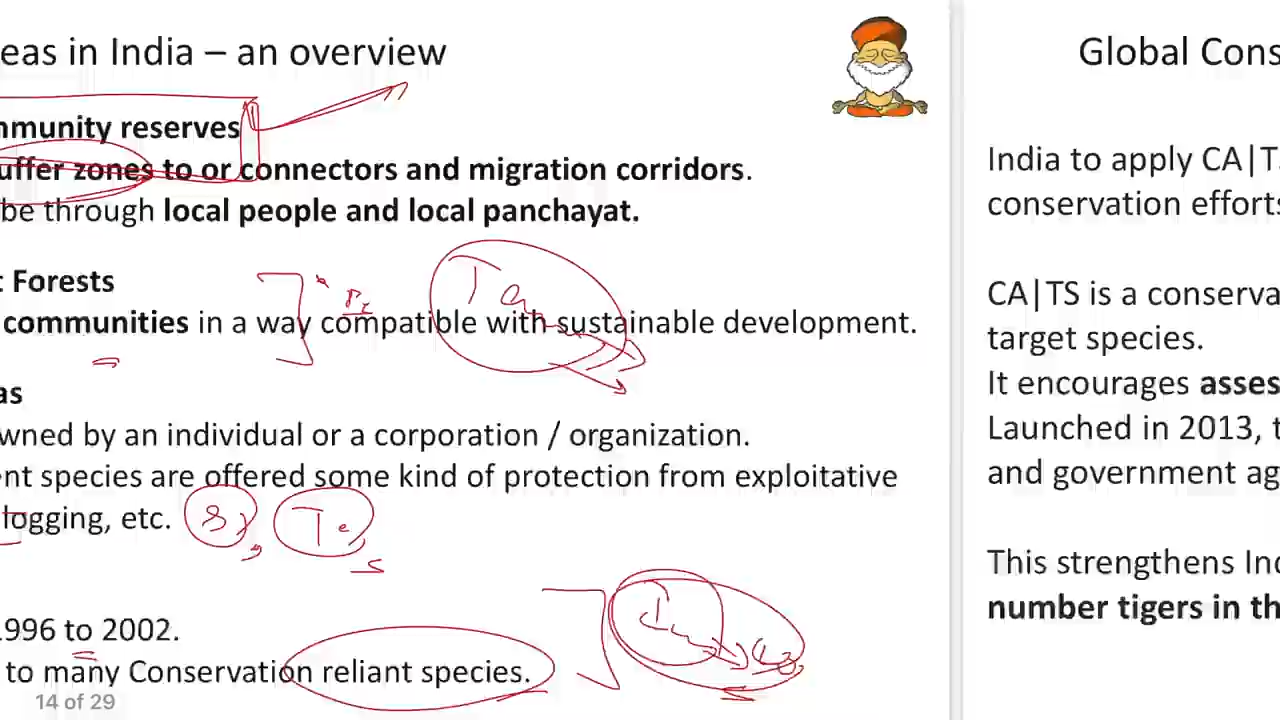 eas in India – an overview
mmunity reserves
uffer zones to or connectors and migration corridors.
be through local people and local panchayat.
t Forests
communities in a way compatible with sustainable development.
as
wned by an individual or a corporation / organization.
ent species are offered some kind of protection from exploitative
logging, etc.
1996 to 2002.
to many Conservation reliant species.
14 of 29
Global Cons
India to apply CA|T
conservation efforts
CA|TS is a conserva
target species.
It encourages asses
Launched in 2013, t
and government ag
This strengthens Ind
number tigers in th